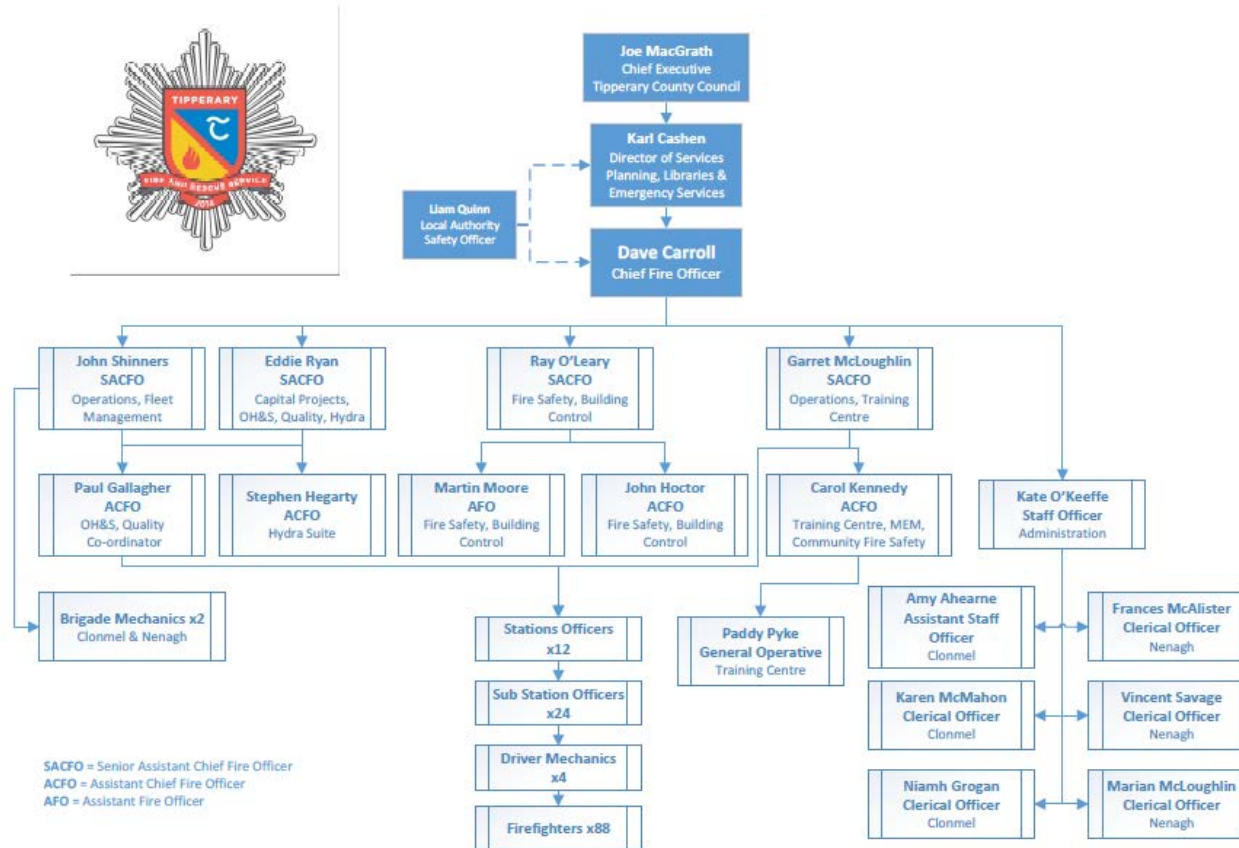 TIPPERARY
FIRE AND RESCUE SERVICE
2014
Joe MacGrath
Chief Executive
Tipperary County Council
Karl Cashen
Director of Services
Planning, Libraries &
Emergency Services
Liam Quinn
Local Authority
Safety Officer
Dave Carroll
Chief Fire Officer
John Shinners
SACFO
Operations, Fleet
Management
Eddie Ryan
SACFO
Capital Projects,
OH&S, Quality, Hydra
Ray O'Leary
SACFO
Fire Safety, Building
Control
Garret McLoughlin
SACFO
Operations, Training
Centre
Paul Gallagher
ACFO
OH&S, Quality
Co-ordinator
Stephen Hegarty
ACFO
Hydra Suite
Martin Moore
AFO
Fire Safety, Building
Control
John Hoctor
ACFO
Fire Safety, Building
Control
Carol Kennedy
ACFO
Training Centre, MEM,
Community Fire Safety
Kate O'Keeffe
Staff Officer
Administration
Brigade Mechanics x2
Clonmel & Nenagh
Stations Officers
x12
Paddy Pyke
General Operative
Training Centre
Amy Ahearne
Assistant Staff
Officer
Clonmel
Frances McAlister
Clerical Officer
Nenagh
Sub Station Officers
x24
Karen McMahon
Clerical Officer
Clonmel
Vincent Savage
Clerical Officer
Nenagh
Driver Mechanics
x4
Niamh Grogan
Clerical Officer
Clonmel
Marian McLoughlin
Clerical Officer
Nenagh
Firefighters x88
SACFO = Senior Assistant Chief Fire Officer
ACFO = Assistant Chief Fire Officer
AFO = Assistant Fire Officer